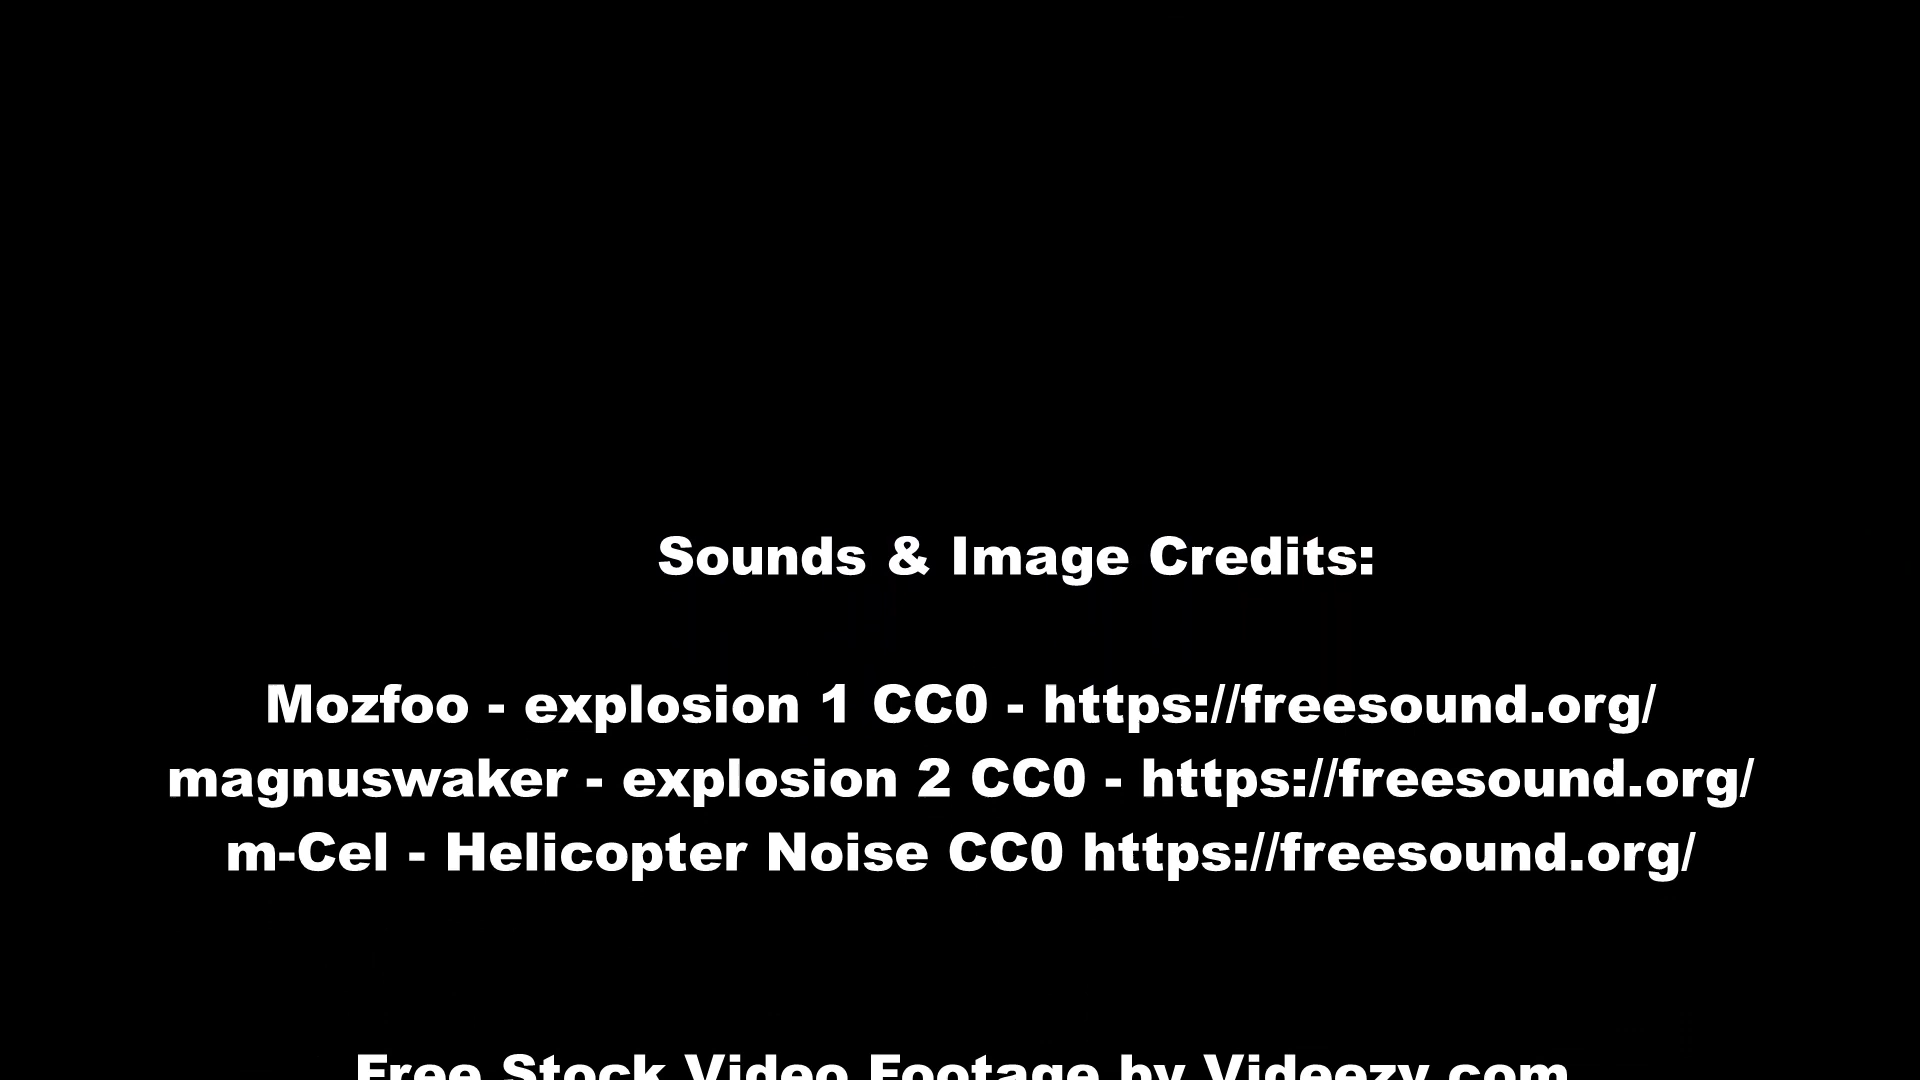 Sounds & Image Credits:
Mozfoo - explosion 1 CC0 - https://freesound.org/
magnuswaker - explosion 2 CC0 - https://freesound.org/
m-Cel - Helicopter Noise CC0 https://freesound.org/
Free Stock Video Footage by Videezy.com